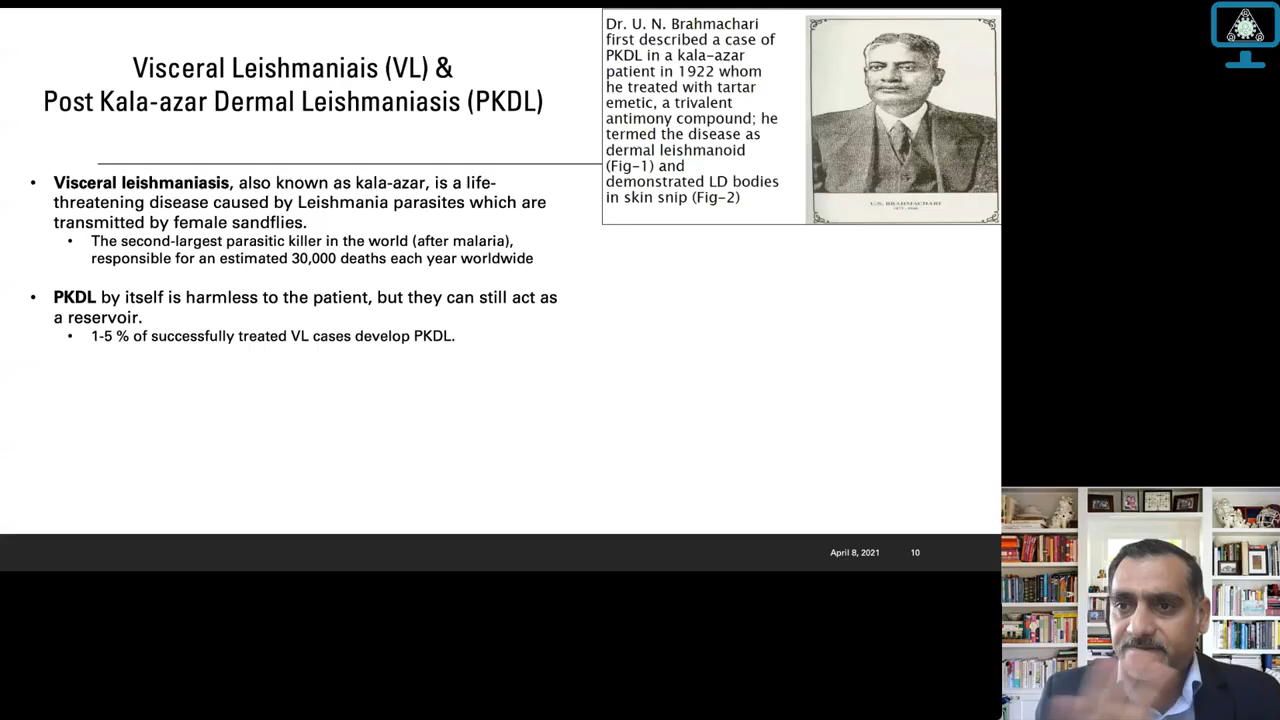 Visceral Leishmaniais (VL) &
Post Kala-azar Dermal Leishmaniasis (PKDL)
• Visceral leishmaniasis, also known as kala-azar, is a life-
threatening disease caused by Leishmania parasites which are
transmitted by female sandflies.
• The second-largest parasitic killer in the world (after malaria),
responsible for an estimated 30,000 deaths each year worldwide
• PKDL by itself is harmless to the patient, but they can still act as
a reservoir.
• 1-5 % of successfully treated VL cases develop PKDL.
Dr. U. N. Brahmachari
first described a case of
PKDL in a kala-azar
patient in 1922 whom
he treated with tartar
emetic, a trivalent
antimony compound; he
termed the disease as
dermal leishmanoid
(Fig-1) and
demonstrated LD bodies
in skin snip (Fig-2)
U.N. BRAHMACHARI
April 8, 2021 10